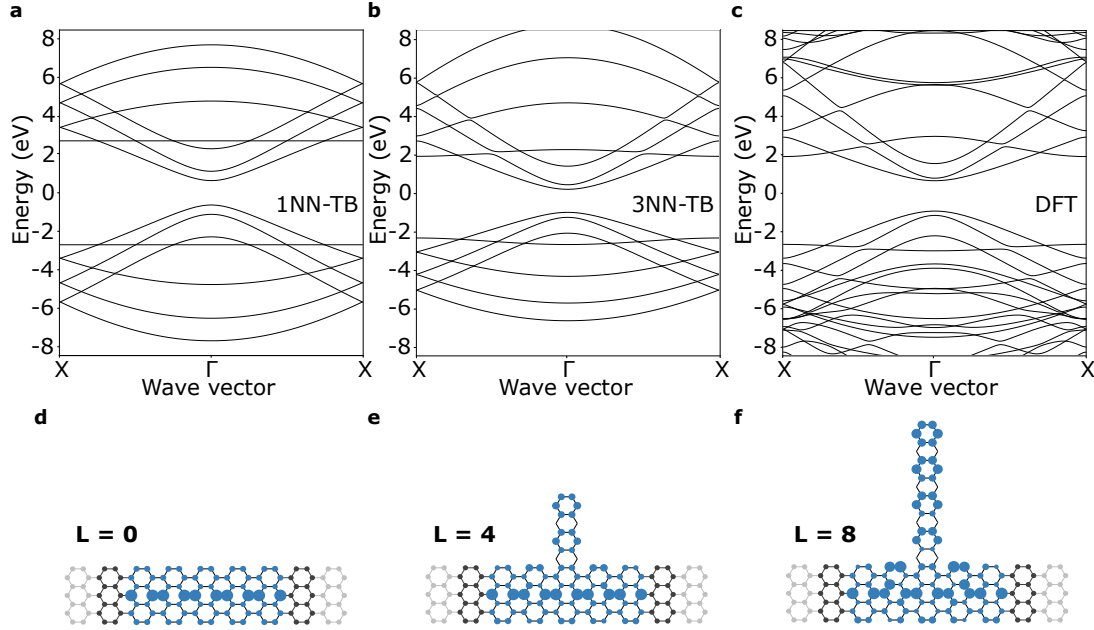 a
b
c
8
6
4
2
0
-2
-4
-6
-8
Energy (eV)
1NN-TB
X
Γ
X
Wave vector
8
6
4
2
0
-2
-4
-6
-8
Energy (eV)
3NN-TB
X
Γ
X
Wave vector
8
6
4
2
0
-2
-4
-6
-8
Energy (eV)
DFT
X
Γ
X
Wave vector
d
e
f
L = 0
L = 4
L = 8